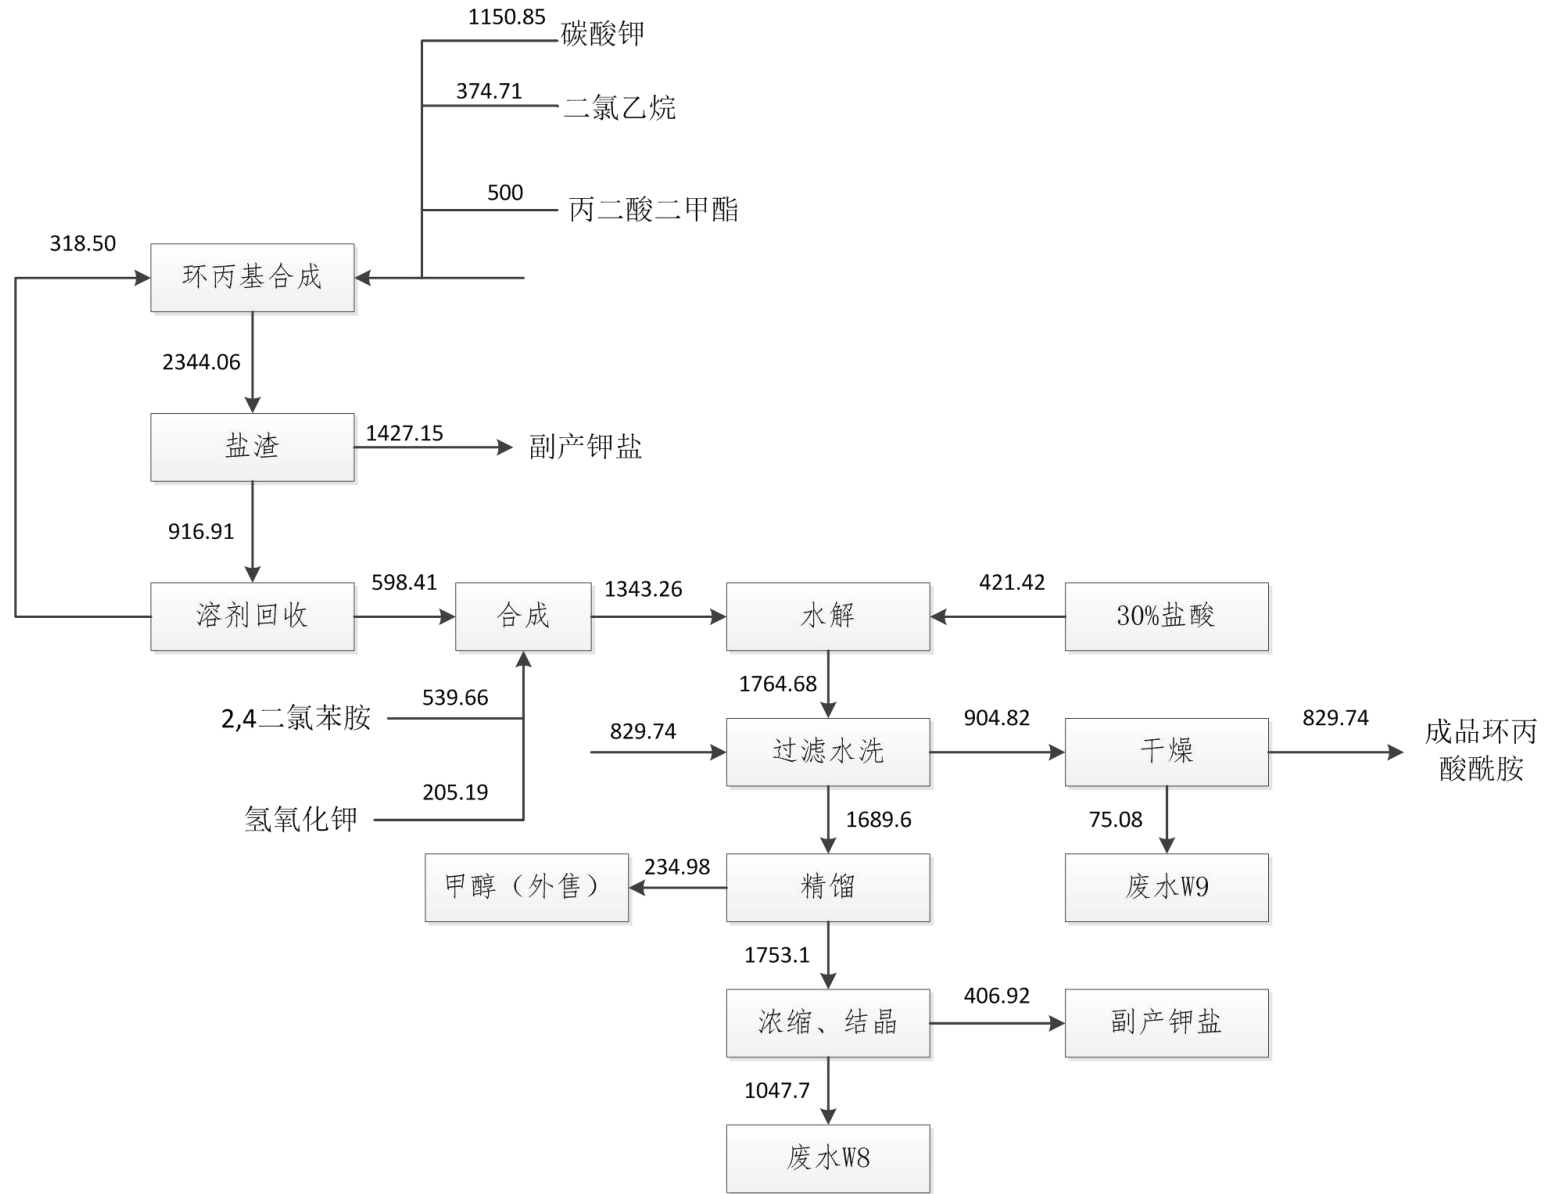 1150.85
碳酸钾
374.71
二氯乙烷
500
丙二酸二甲酯
318.50
环丙基合成
2344.06
盐渣
1427.15
副产钾盐
916.91
溶剂回收
598.41
合成
1343.26
水解
421.42
30%盐酸
2,4二氯苯胺
539.66
1764.68
829.74
过滤水洗
904.82
干燥
829.74
成品环丙
酸酰胺
氢氧化钾
205.19
1689.6
75.08
甲醇（外售）
234.98
精馏
废水W9
1753.1
浓缩、结晶
406.92
副产钾盐
1047.7
废水W8